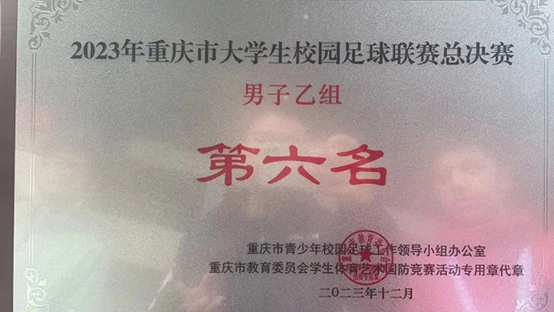 2023年重庆市大学生校园足球联赛总决赛
男子乙组
第六名
重庆市青少年校园足球工作领导小组办公室
重庆市教育委员会学生体育艺术国防竞赛活动专用章代章
二〇二三年十二月